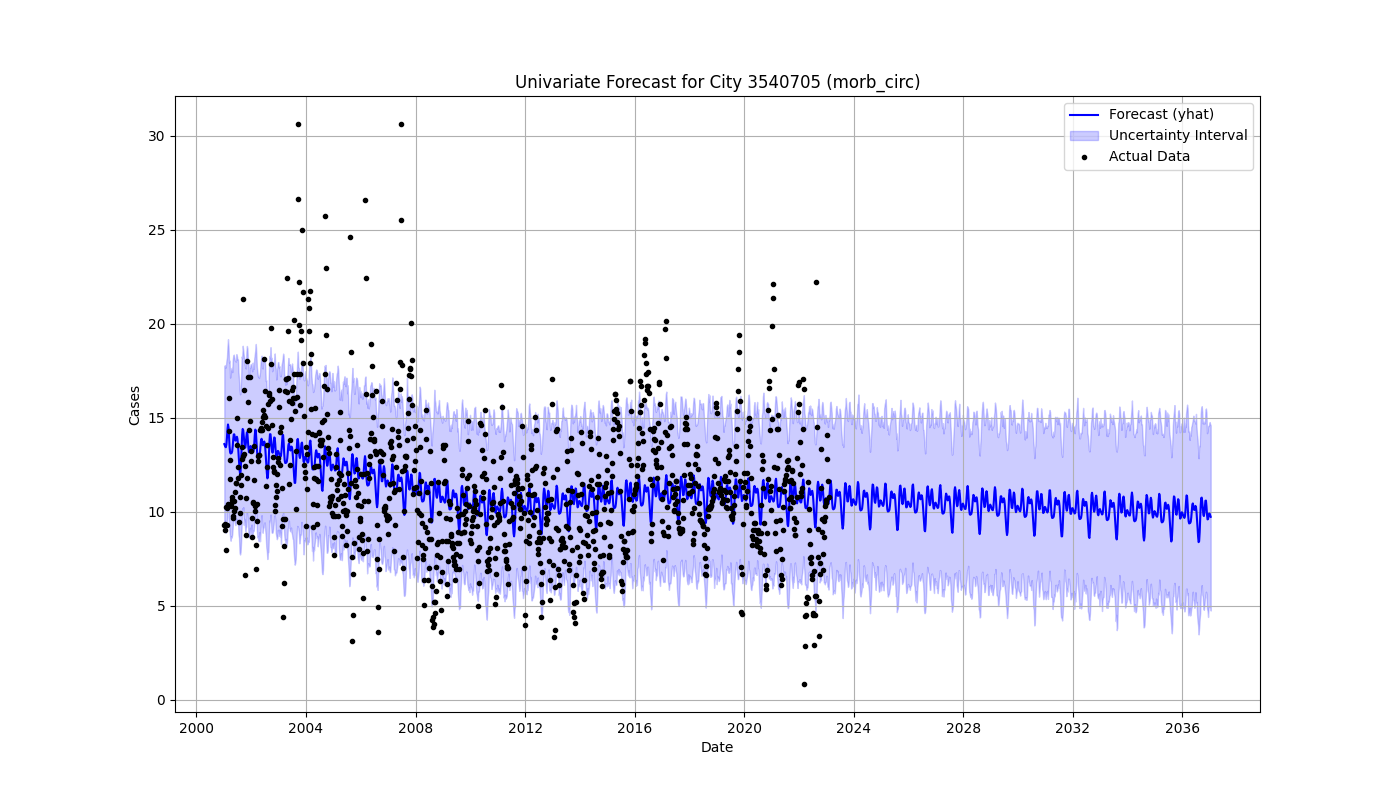 Univariate Forecast for City 3540705 (morb_circ)
Forecast (yhat)
Uncertainty Interval
Actual Data
Cases
30
25
20
15
10
5
0
2000 2004 2008 2012 2016 2020 2024 2028 2032 2036
Date